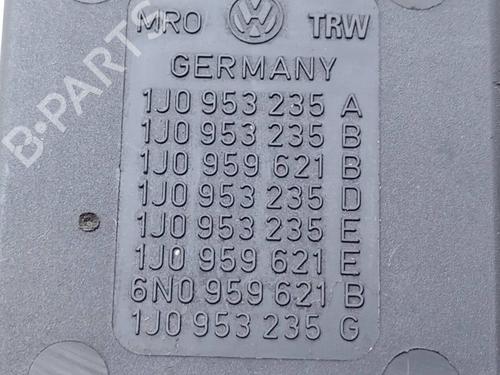 MRO VW TRW
GERMANY
1J0 953 235 A
1J0 953 235 B
1J0 959 621 B
1J0 953 235 D
1J0 953 235 E
1J0 959 621 E
6N0 959 621 B
1J0 953 235 G
B-PARTS